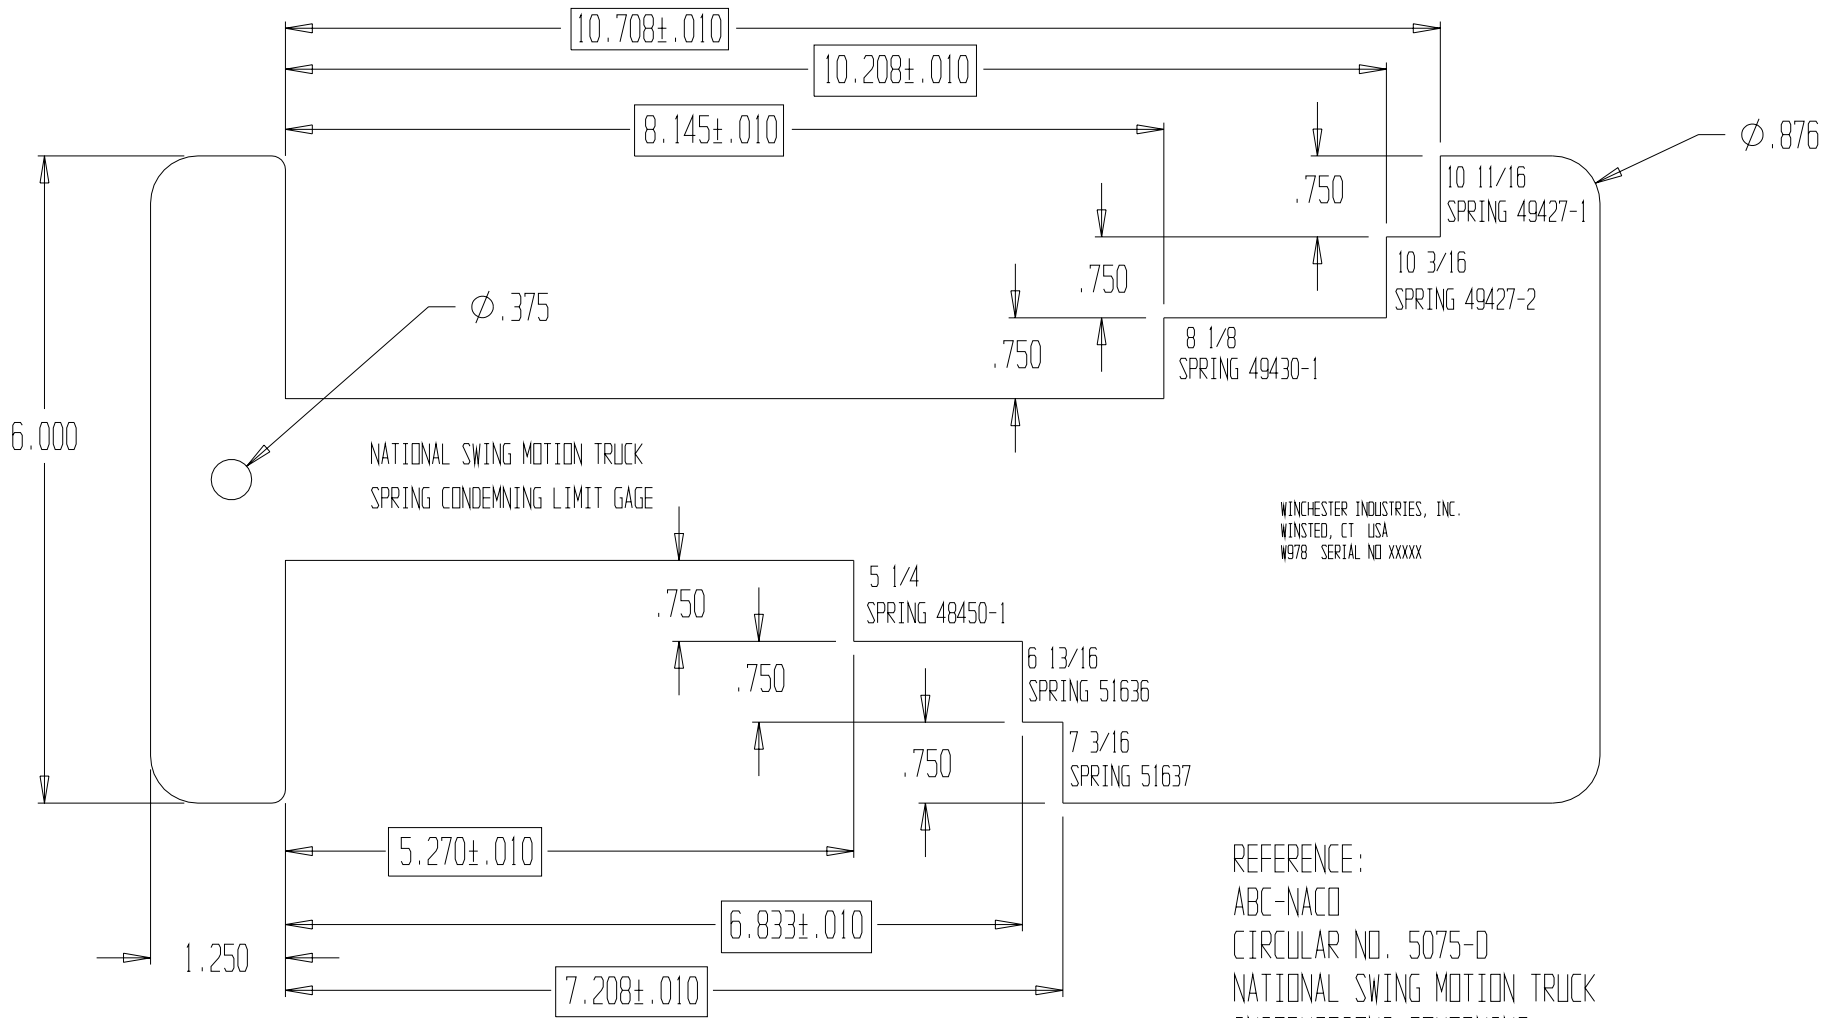 10.708±.010
10.208±.010
8.145±.010
Ø.876
.750
10 11/16
SPRING 49427-1
.750
10 3/16
SPRING 49427-2
.750
8 1/8
SPRING 49430-1
Ø.375
6.000
NATIONAL SWING MOTION TRUCK
SPRING CONDEMNING LIMIT GAGE
WINCHESTER INDUSTRIES, INC.
WINSTED, CT USA
W978 SERIAL NO XXXXX
.750
5 1/4
SPRING 48450-1
.750
6 13/16
SPRING 51636
.750
7 3/16
SPRING 51637
5.270±.010
6.833±.010
1.250
7.208±.010
REFERENCE:
ABC-NACO
CIRCULAR NO. 5075-D
NATIONAL SWING MOTION TRUCK